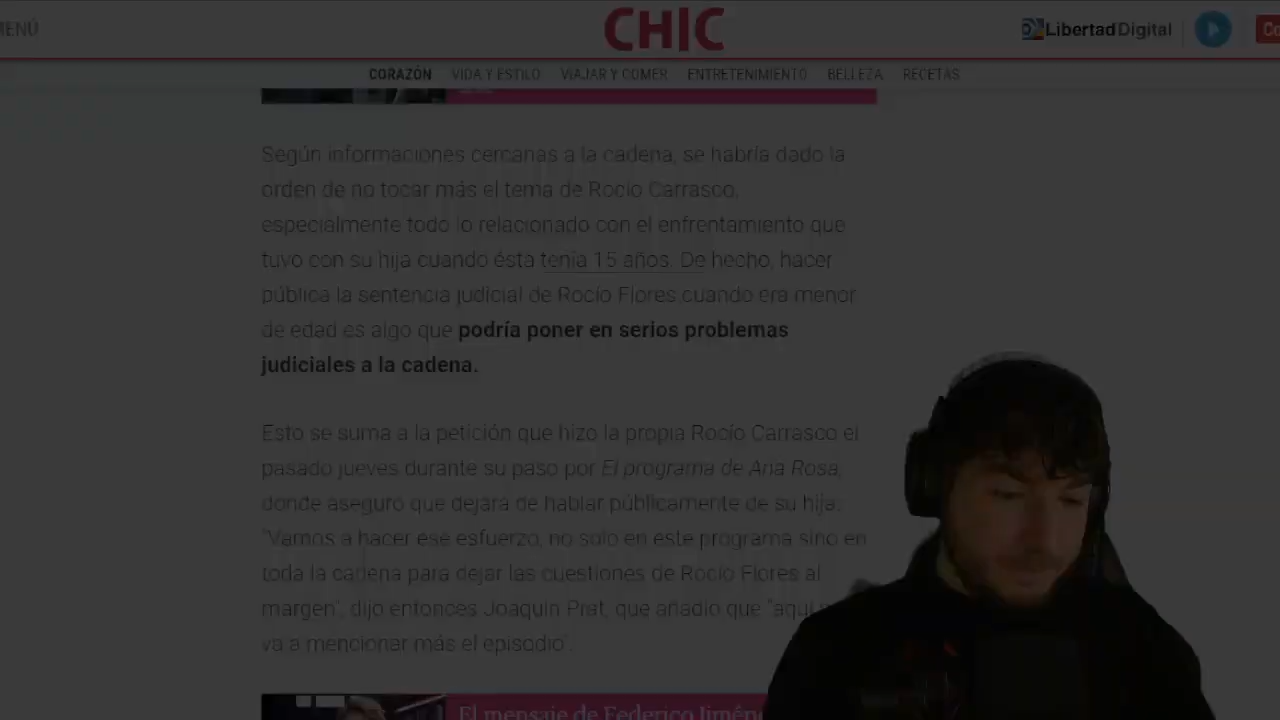 MENÚ
CHIC
Libertad Digital
Co
CORAZÓN VIDA Y ESTILO VIAJAR Y COMER ENTRETENIMIENTO BELLEZA RECETAS
Según informaciones cercanas a la cadena, se habría dado la
orden de no tocar más el tema de Rocío Carrasco,
especialmente todo lo relacionado con el enfrentamiento que
tuvo con su hija cuando ésta tenía 15 años. De hecho, hacer
pública la sentencia judicial de Rocío Flores cuando era menor
de edad es algo que podría poner en serios problemas
judiciales a la cadena.
Esto se suma a la petición que hizo la propia Rocío Carrasco el
pasado jueves durante su paso por El programa de Ana Rosa,
donde aseguró que dejará de hablar públicamente de su hija.
"Vamos a hacer ese esfuerzo, no solo en este programa sino en
toda la cadena para dejar las cuestiones de Rocío Flores al
margen", dijo entonces Joaquín Prat, que añadió que "aquí
va a mencionar más el episodio".
El mensaje de Federico Jiméne